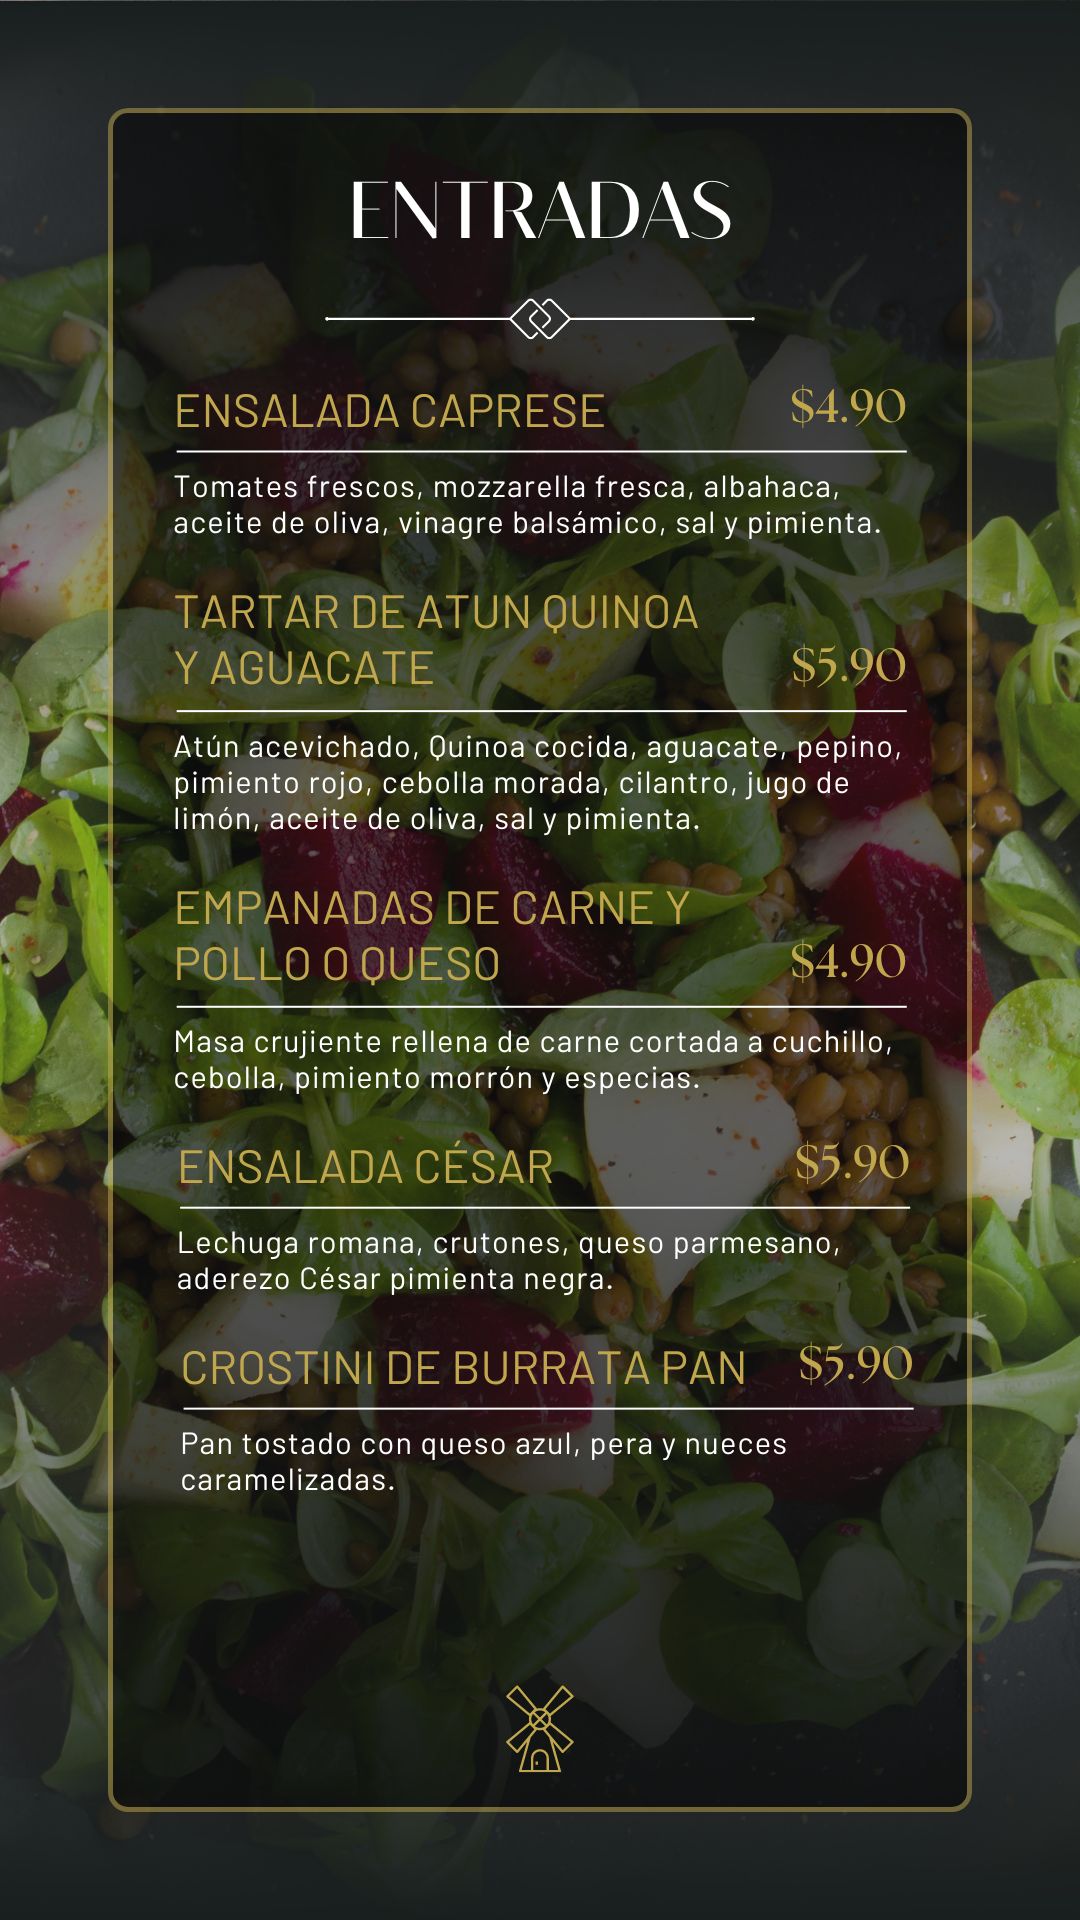 ENTRADAS
ENSALADA CAPRESE $4.90
Tomates frescos, mozzarella fresca, albahaca,
aceite de oliva, vinagre balsámico, sal y pimienta.
TARTAR DE ATUN QUINOA
Y AGUACATE $5.90
Atún acevichado, Quinoa cocida, aguacate, pepino,
pimiento rojo, cebolla morada, cilantro, jugo de
limón, aceite de oliva, sal y pimienta.
EMPANADAS DE CARNE Y
POLLO O QUESO $4.90
Masa crujiente rellena de carne cortada a cuchillo,
cebolla, pimiento morrón y especias.
ENSALADA CÉSAR $5.90
Lechuga romana, crutones, queso parmesano,
aderezo César pimienta negra.
CROSTINI DE BURRATA PAN $5.90
Pan tostado con queso azul, pera y nueces
caramelizadas.